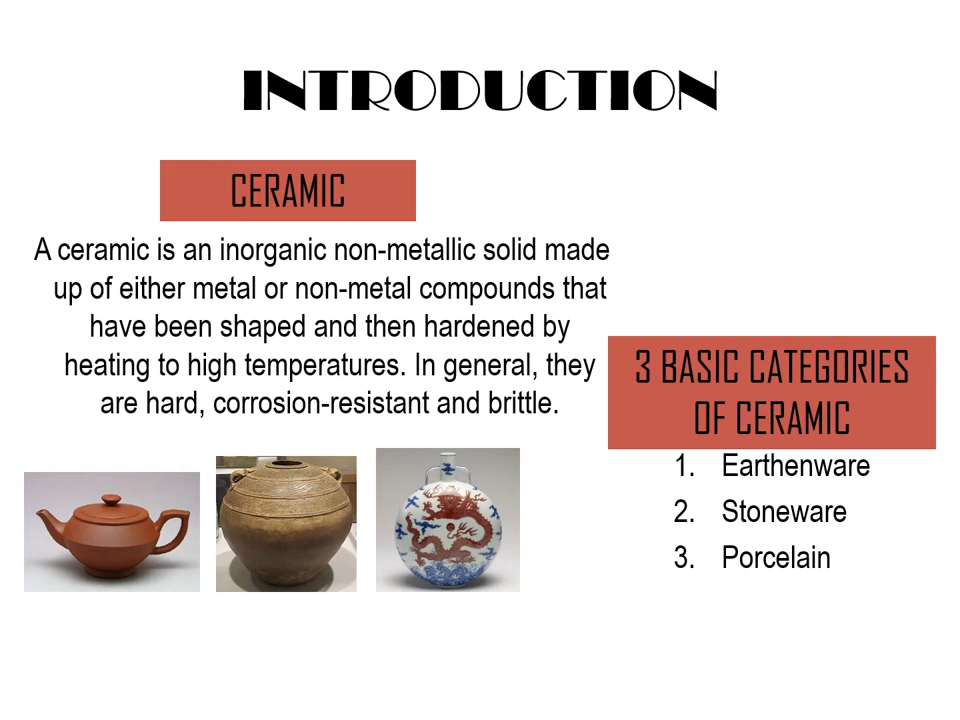 INTRODUCTION
CERAMIC
A ceramic is an inorganic non-metallic solid made
up of either metal or non-metal compounds that
have been shaped and then hardened by
heating to high temperatures. In general, they
are hard, corrosion-resistant and brittle.
3 BASIC CATEGORIES
OF CERAMIC
1. Earthenware
2. Stoneware
3. Porcelain